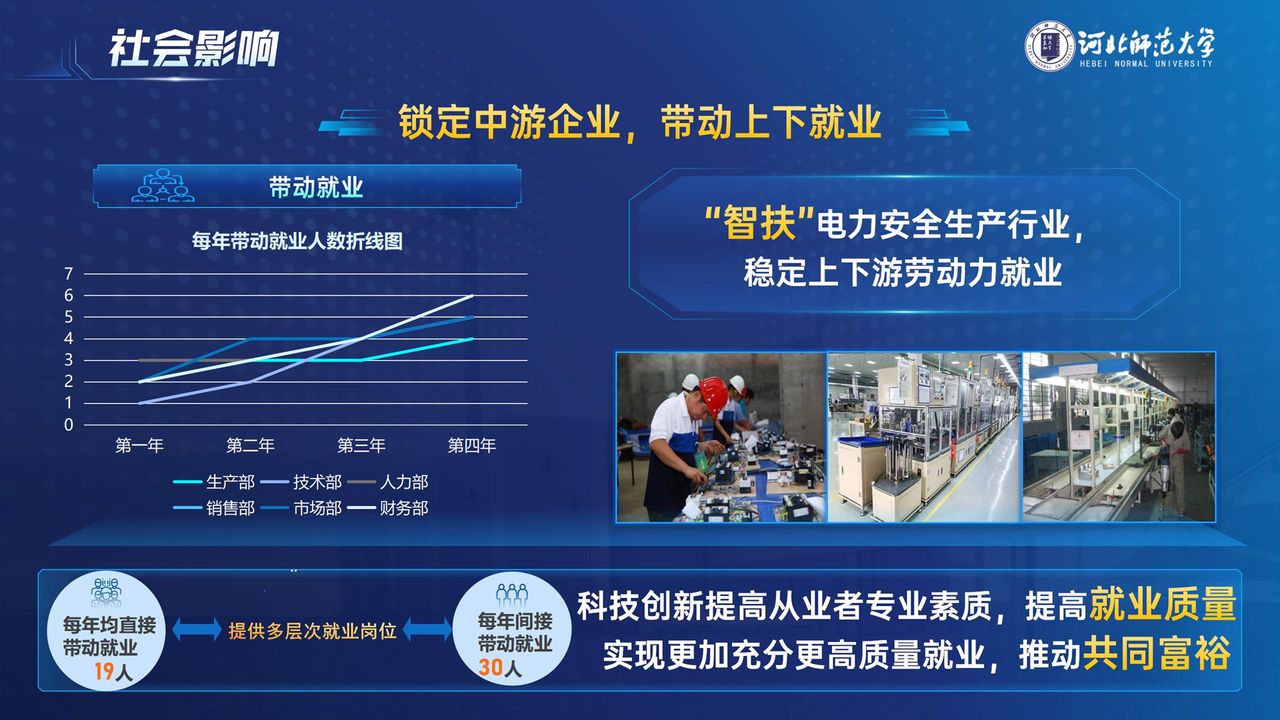 社会影响
河北师范大学
HEBEI NORMAL UNIVERSITY
锁定中游企业，带动上下就业
带动就业
每年带动就业人数折线图
7
6
5
4
3
2
1
0
第一年 第二年 第三年 第四年
生产部 技术部 人力部
销售部 市场部 财务部
“智扶”电力安全生产行业，
稳定上下游劳动力就业
每年均直接
带动就业
19人
提供多层次就业岗位
每年间接
带动就业
30人
科技创新提高从业者专业素质，提高就业质量
实现更加充分更高质量就业，推动共同富裕